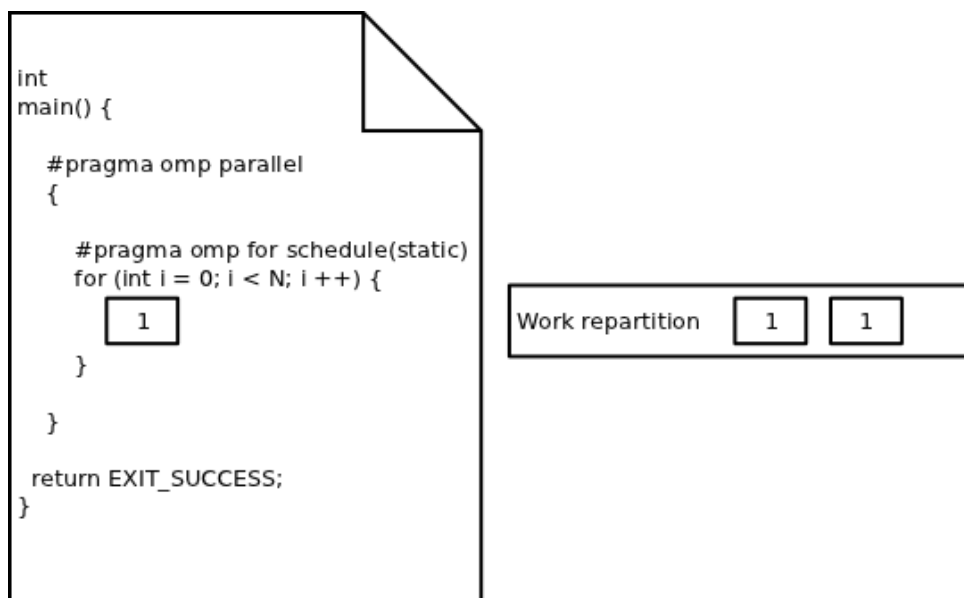 int
main() {
#pragma omp parallel
{
#pragma omp for schedule(static)
for (int i = 0; i < N; i ++) {
1
}
}
return EXIT_SUCCESS;
}
Work repartition 1 1